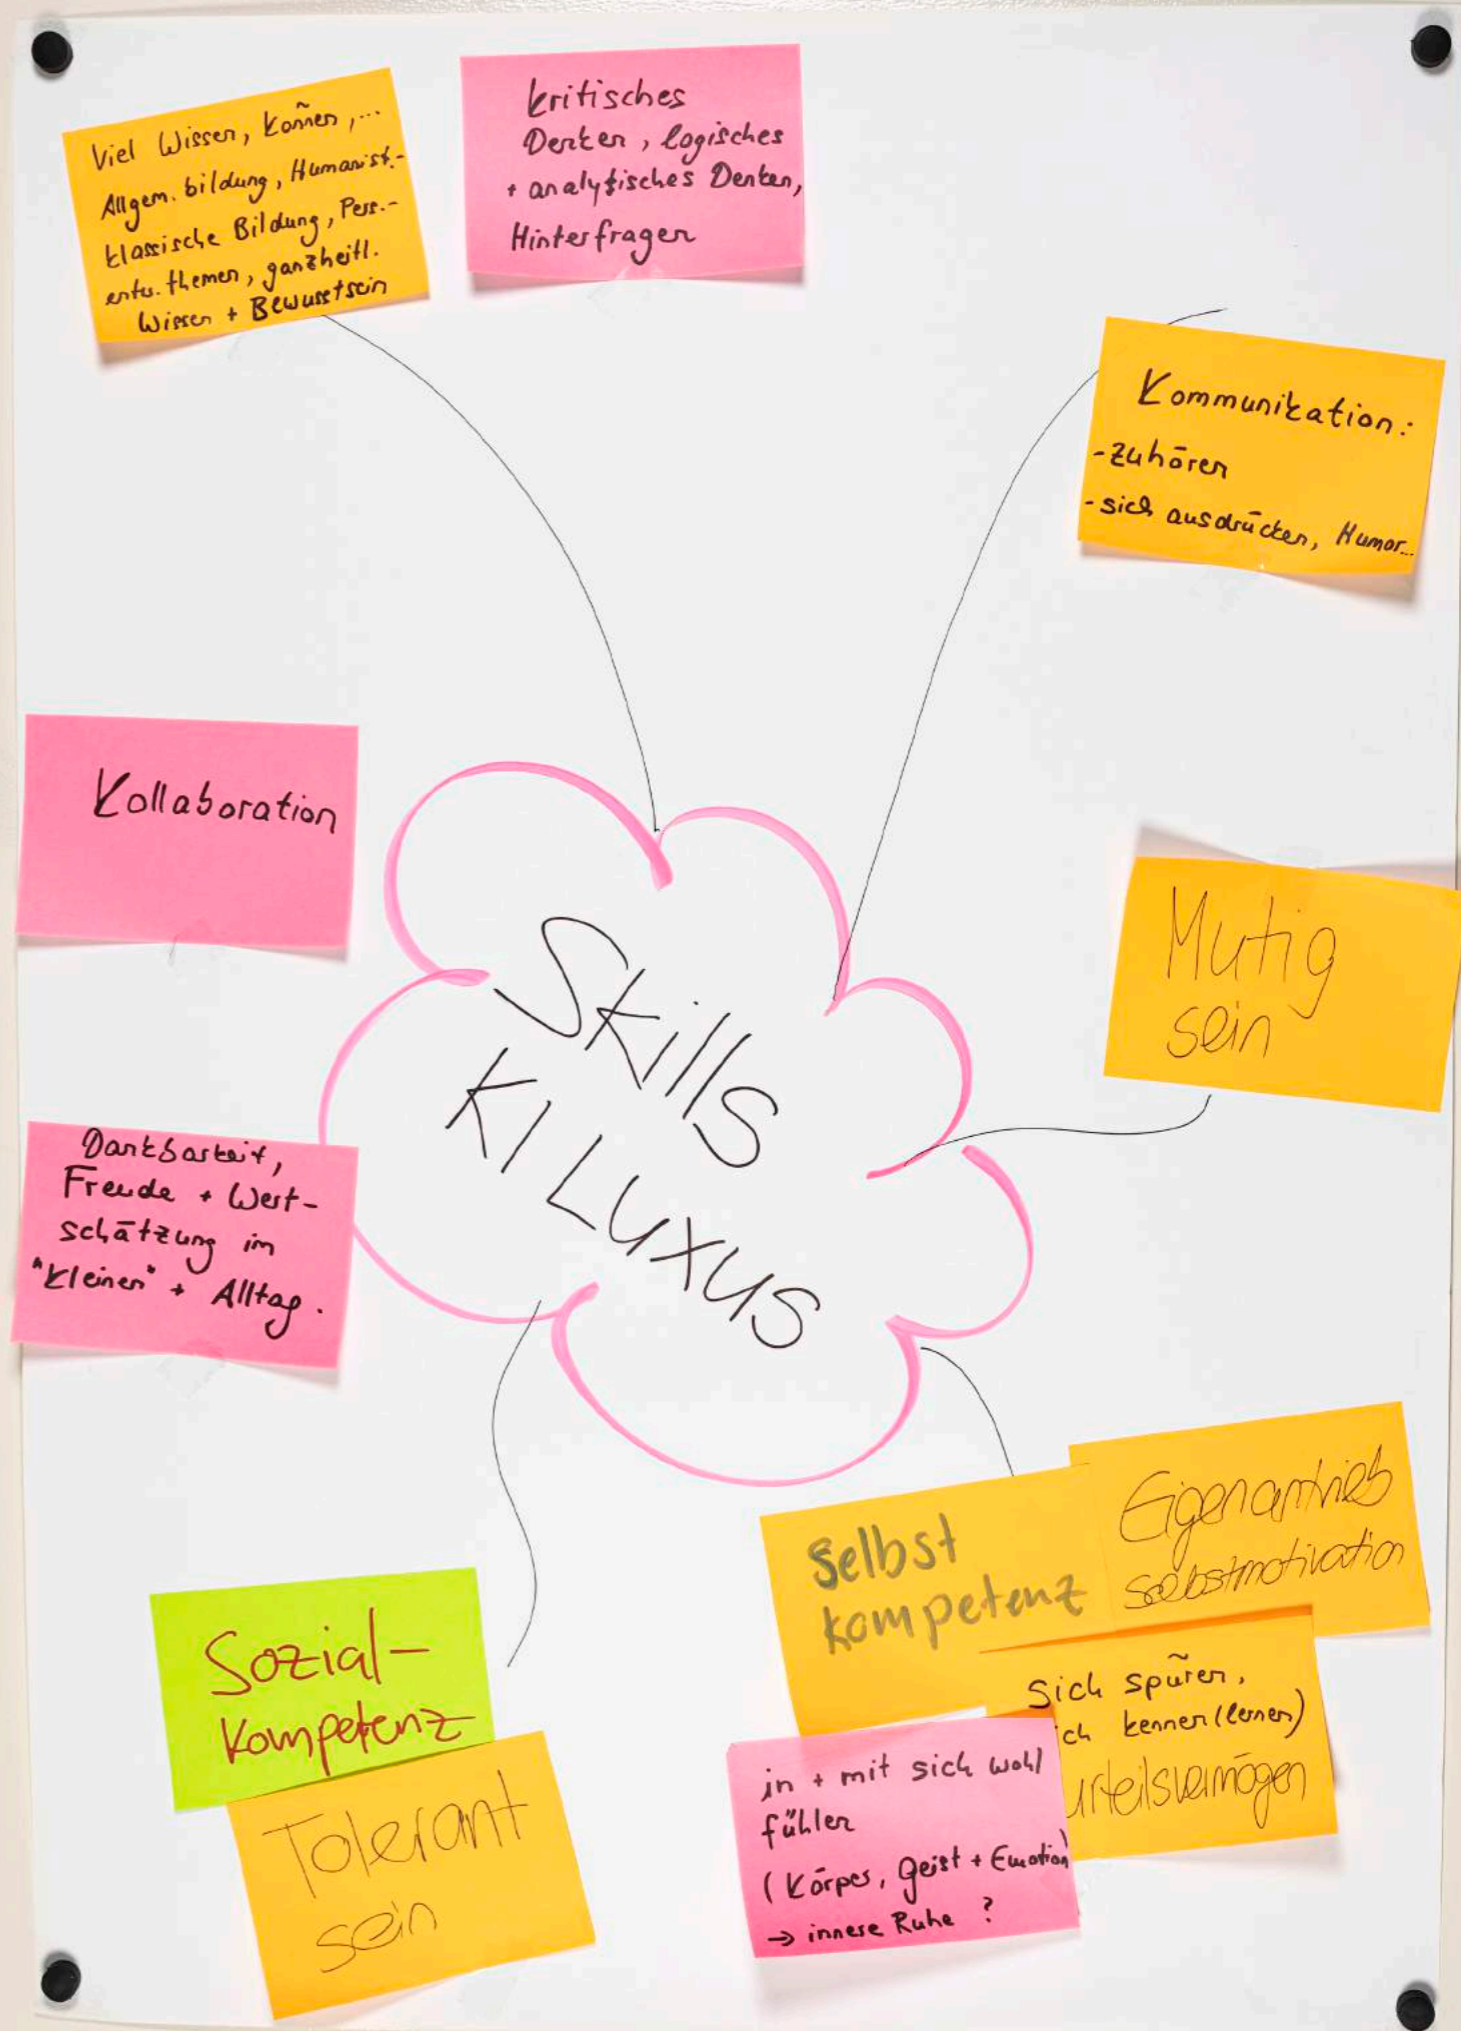 Viel Wissen, Können,...
Allgem. bildung, Humanist.-
klassische Bildung, Pers.-
entw. themen, ganzheitl.
Wissen + Bewusstsein
kritisches
Denken, logisches
+ analytisches Denken,
Hinterfragen
Kommunikation:
-zuhören
-sich ausdrücken, Humor...
Kollaboration
Mutig
sein
Skills
KI Luxus
Dankbarkeit,
Freude + Wert-
schätzung im
"kleinen" + Alltag.
Eigenantrieb
selbstmotivation
Selbst
kompetenz
Sich spüren,
ch kennen (lernen)
urteilsvermögen
in + mit sich wohl
fühlen
(Körper, Geist + Emotion)
→ innere Ruhe ?
Sozial-
kompetenz
Tolerant
sein